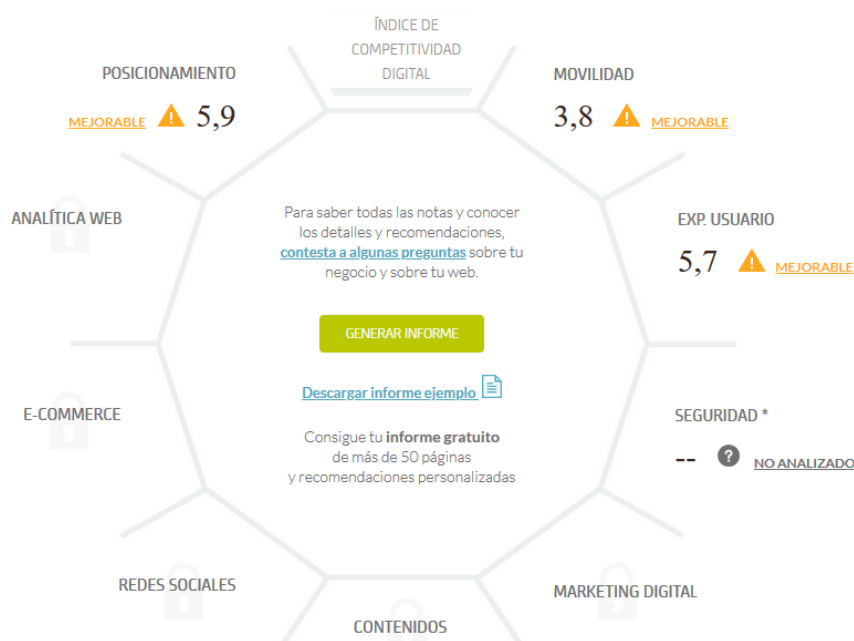 ÍNDICE DE
COMPETITIVIDAD
DIGITAL
POSICIONAMIENTO
MEJORABLE 5,9
MOVILIDAD
3,8 MEJORABLE
ANALÍTICA WEB
EXP. USUARIO
5,7 MEJORABLE
Para saber todas las notas y conocer
los detalles y recomendaciones,
contesta a algunas preguntas sobre tu
negocio y sobre tu web.
GENERAR INFORME
Descargar informe ejemplo
Consigue tu informe gratuito
de más de 50 páginas
y recomendaciones personalizadas
E-COMMERCE
SEGURIDAD *
-- ? NO ANALIZADO
REDES SOCIALES
MARKETING DIGITAL
CONTENIDOS